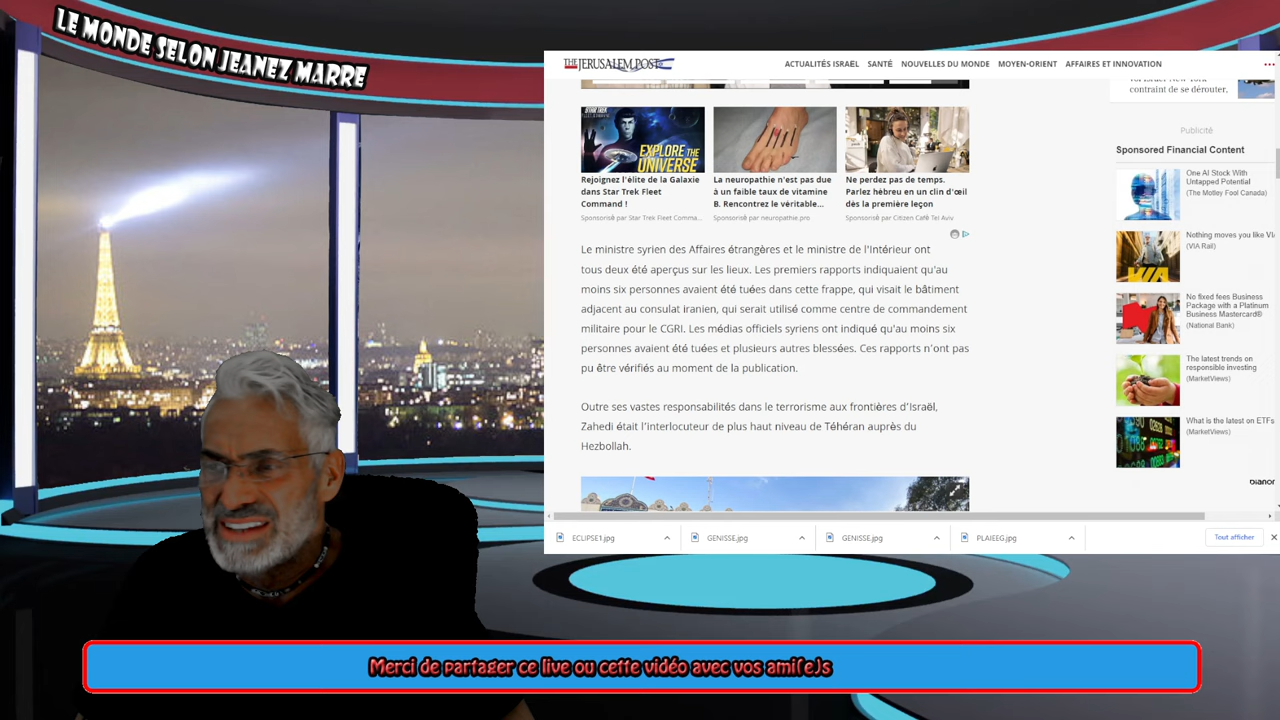 LE MONDE SELON JEANEZ MARRE
THE JERUSALEM POST
ACTUALITÉS ISRAËL SANTÉ NOUVELLES DU MONDE MOYEN-ORIENT AFFAIRES ET INNOVATION
contraint de se dérouter,
Publicité
Sponsored Financial Content
STAR TREK
EXPLORE THE
UNIVERSE
Rejoignez l'élite de la Galaxie
dans Star Trek Fleet
Command !
Sponsorisé par Star Trek Fleet Comma...
La neuropathie n'est pas due
à un faible taux de vitamine
B. Rencontrez le véritable...
Sponsorisé par neuropathie.pro
Ne perdez pas de temps.
Parlez hébreu en un clin d'œil
dès la première leçon
Sponsorisé par Citizen Café Tel Aviv
Le ministre syrien des Affaires étrangères et le ministre de l'Intérieur ont
tous deux été aperçus sur les lieux. Les premiers rapports indiquaient qu'au
moins six personnes avaient été tuées dans cette frappe, qui visait le bâtiment
adjacent au consulat iranien, qui serait utilisé comme centre de commandement
militaire pour le CGRI. Les médias officiels syriens ont indiqué qu'au moins six
personnes avaient été tuées et plusieurs autres blessées. Ces rapports n'ont pas
pu être vérifiés au moment de la publication.
Outre ses vastes responsabilités dans le terrorisme aux frontières d'Israël,
Zahedi était l'interlocuteur de plus haut niveau de Téhéran auprès du
Hezbollah.
One AI Stock With
Untapped Potential
(The Motley Fool Canada)
Nothing moves you like VIA
(VIA Rail)
VIA
No fixed fees Business
Package with a Platinum
Business Mastercard®
(National Bank)
The latest trends on
responsible investing
(MarketViews)
What is the latest on ETFs
(MarketViews)
ECLIPSE1.jpg
GENISSE.jpg
GENISSE.jpg
PLAIEEG.jpg
Tout afficher
Merci de partager ce live ou cette vidéo avec vos ami(e)s